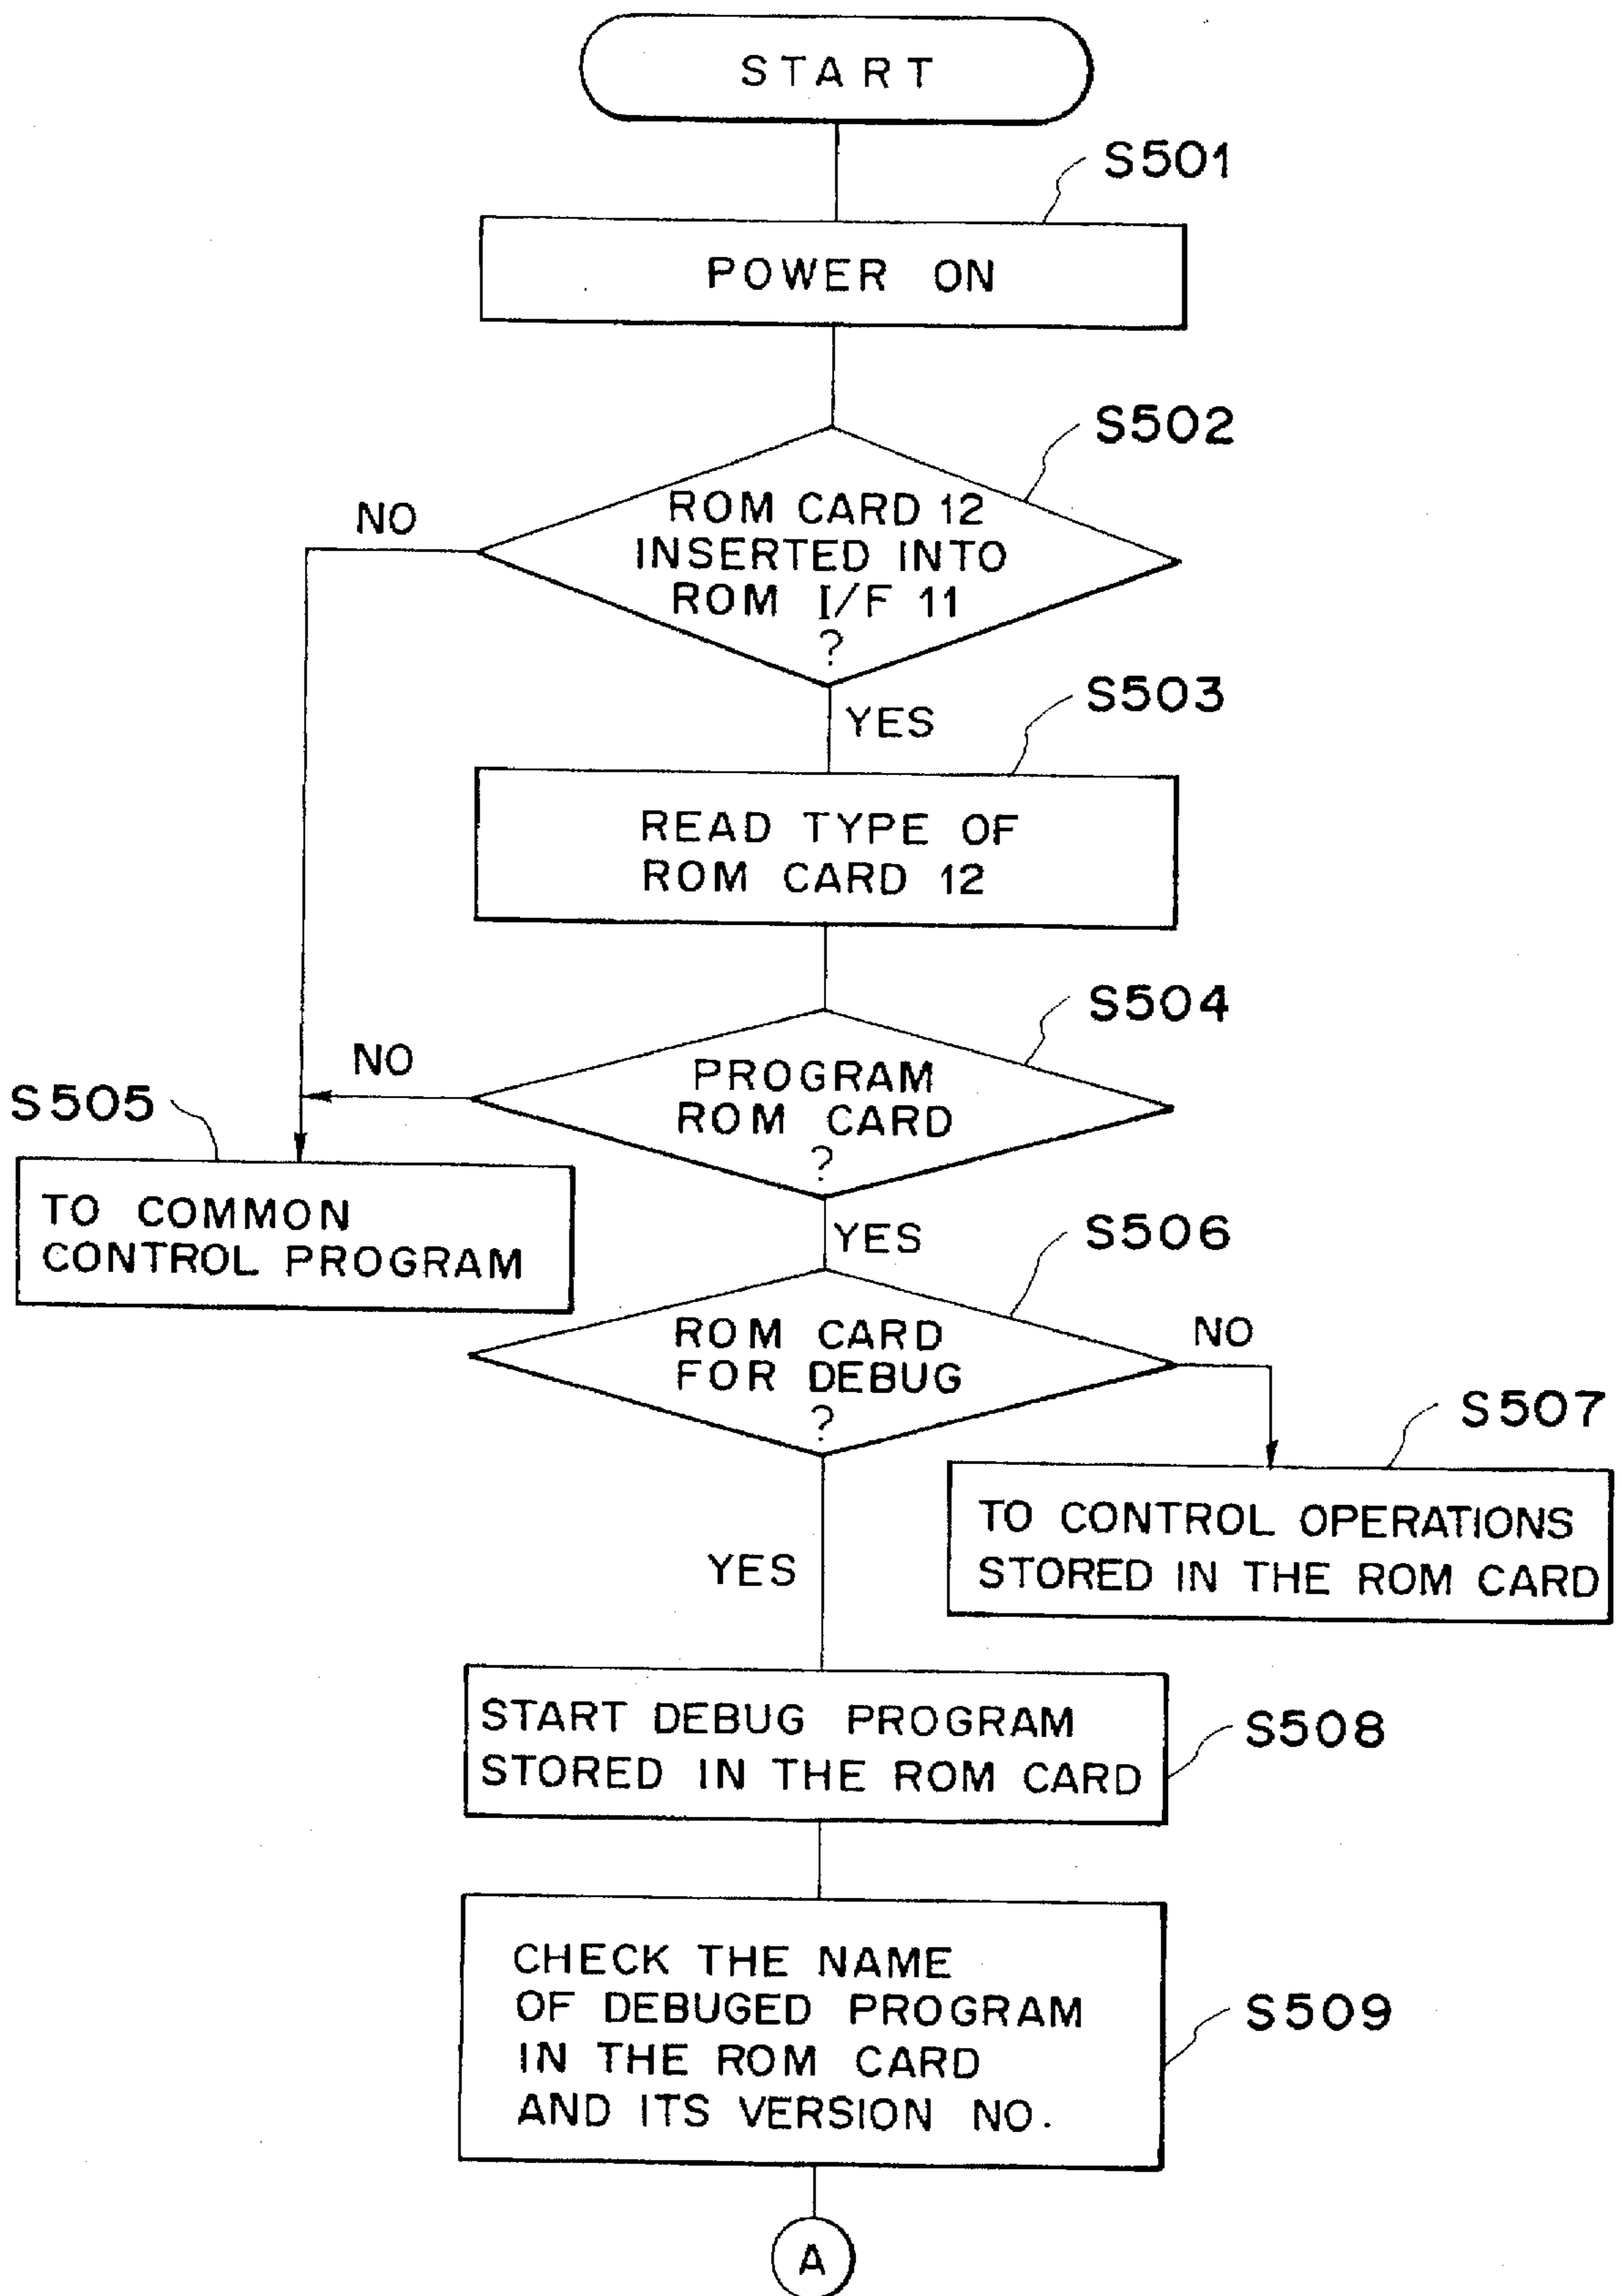 START
S501
POWER ON
S502
NO
ROM CARD 12
INSERTED INTO
ROM I/F 11
?
YES
S503
READ TYPE OF
ROM CARD 12
S504
NO
PROGRAM
ROM CARD
?
S505
TO COMMON
CONTROL PROGRAM
YES
S506
ROM CARD
FOR DEBUG
?
NO
S507
TO CONTROL OPERATIONS
STORED IN THE ROM CARD
YES
START DEBUG PROGRAM
STORED IN THE ROM CARD
S508
CHECK THE NAME
OF DEBUGED PROGRAM
IN THE ROM CARD
AND ITS VERSION NO.
S509
A